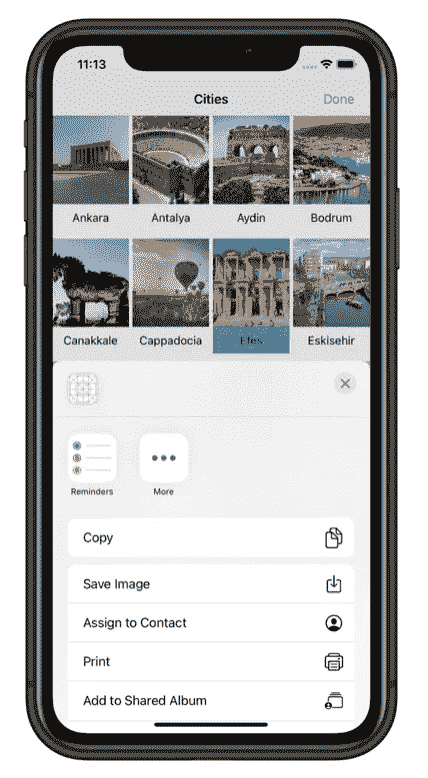 11:13
Cities Done
Ankara Antalya Aydin Bodrum
Canakkale Cappadocia Efes Eskisehir
Reminders More
Copy
Save Image
Assign to Contact
Print
Add to Shared Album